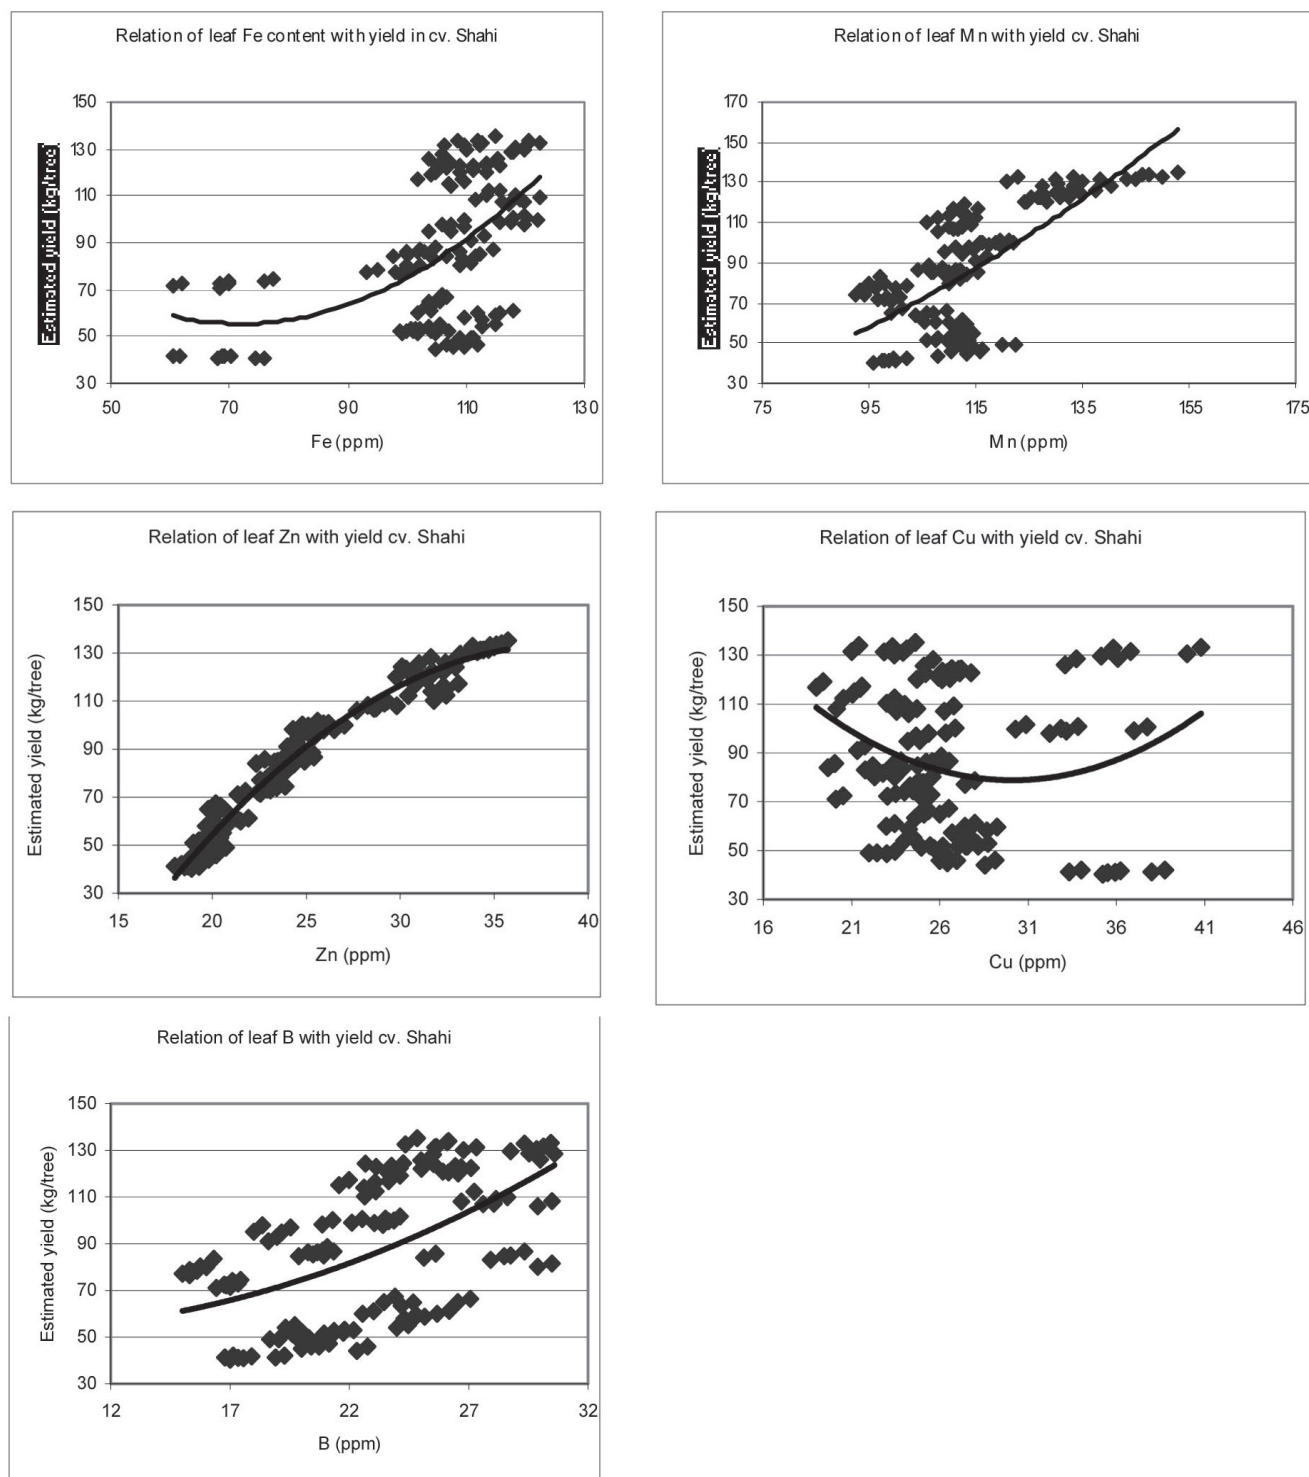 Relation of leaf Fe content with yield in cv. Shahi
150
130
110
90
70
50
30
Estimated yield (kg/tree)
50 70 90 110 130
Fe (ppm)
Relation of leaf Mn with yield cv. Shahi
170
150
130
110
90
70
50
30
Estimated yield (kg/tree)
75 95 115 135 155 175
Mn (ppm)
Relation of leaf Zn with yield cv. Shahi
150
130
110
90
70
50
30
Estimated yield (kg/tree)
15 20 25 30 35 40
Zn (ppm)
Relation of leaf Cu with yield cv. Shahi
150
130
110
90
70
50
30
Estimated yield (kg/tree)
16 21 26 31 36 41 46
Cu (ppm)
Relation of leaf B with yield cv. Shahi
150
130
110
90
70
50
30
Estimated yield (kg/tree)
12 17 22 27 32
B (ppm)